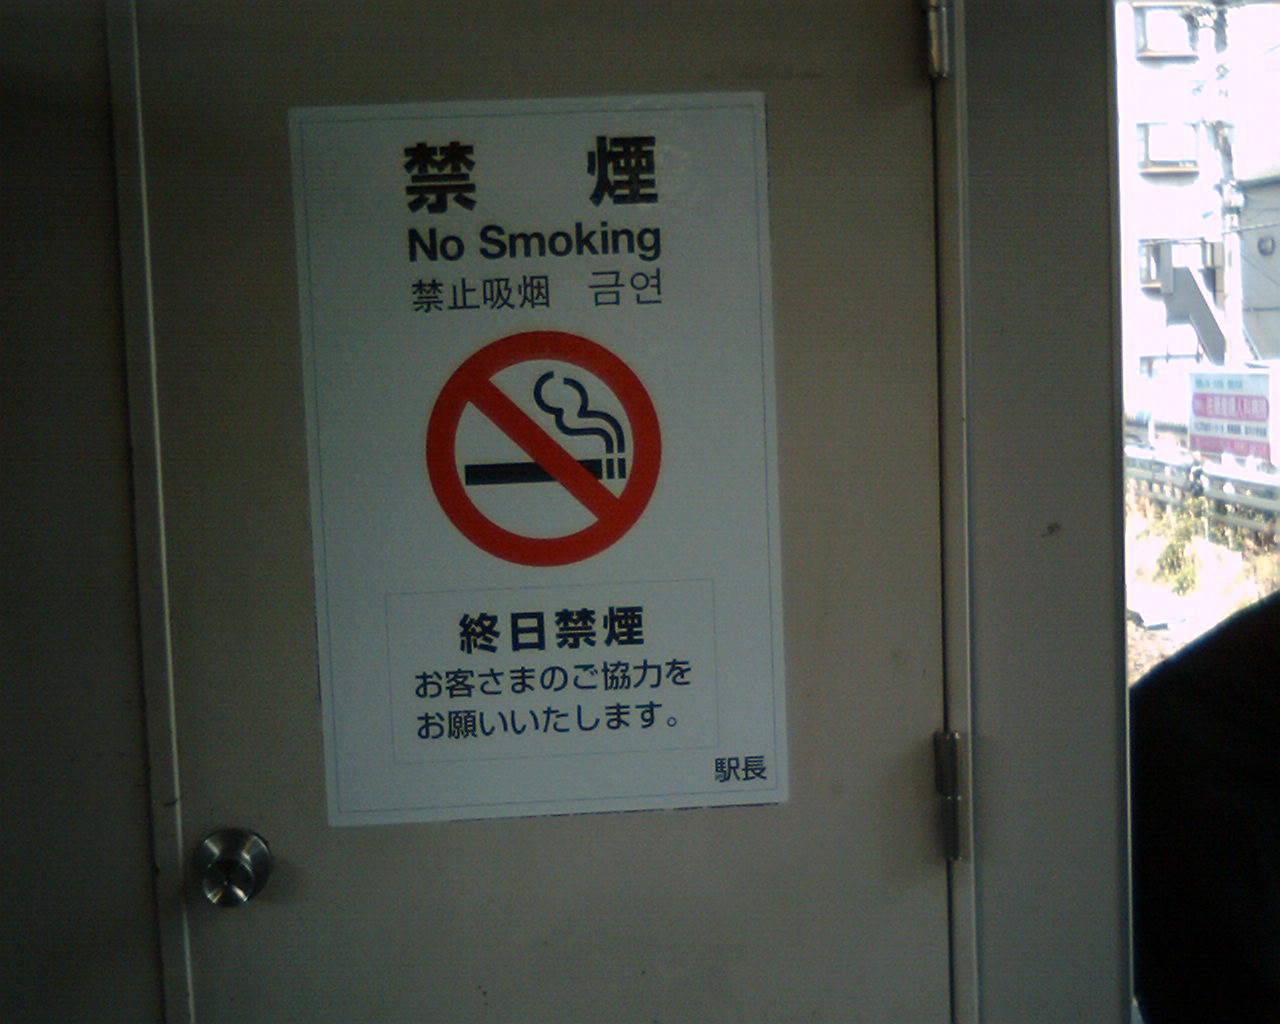 禁 煙
No Smoking
禁止吸烟 금연
終日禁煙
お客さまのご協力を
お願いいたします。
駅長